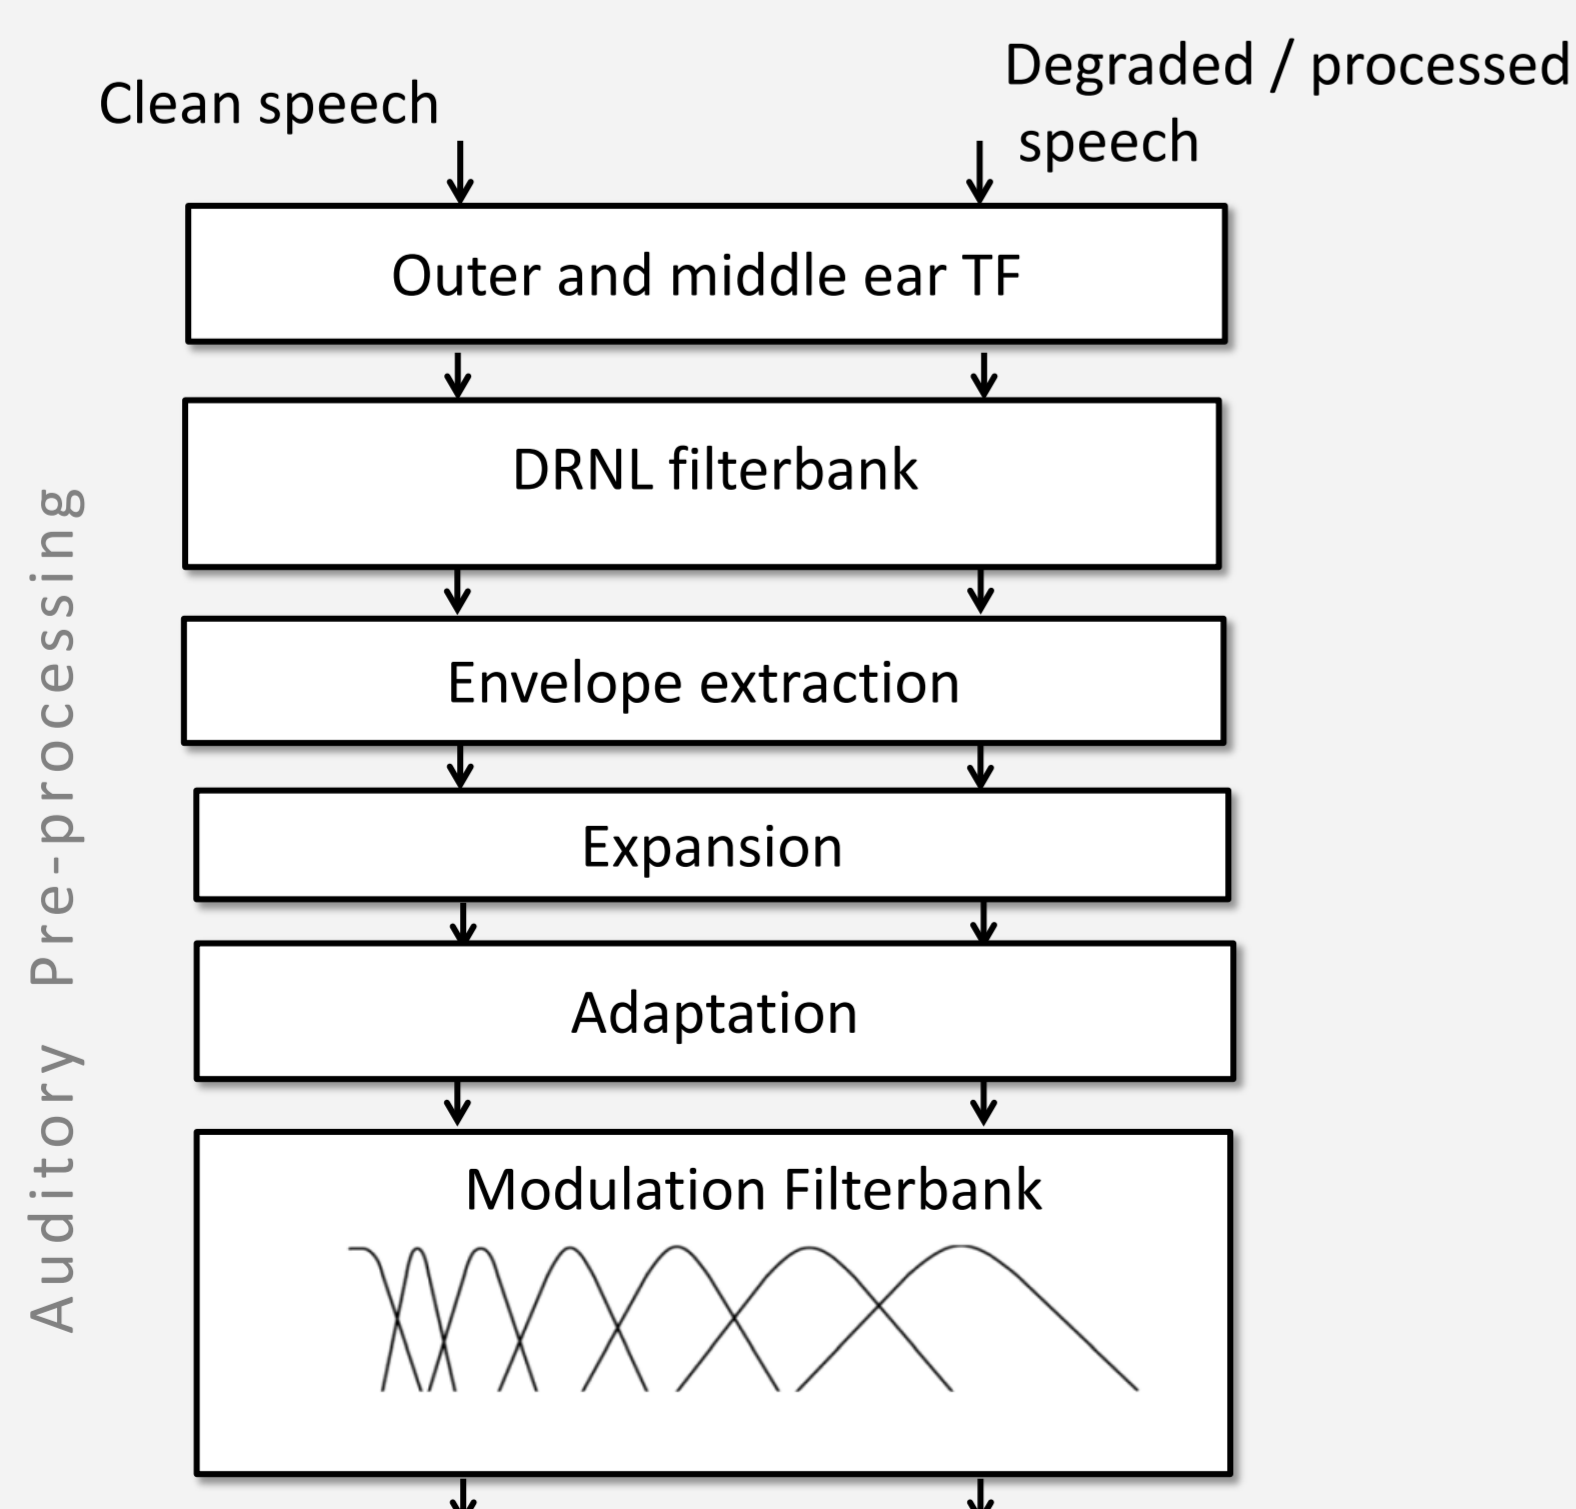 Clean speech
Degraded / processed
speech
Outer and middle ear TF
DRNL filterbank
Envelope extraction
Expansion
Adaptation
Modulation Filterbank
Auditory Pre-processing